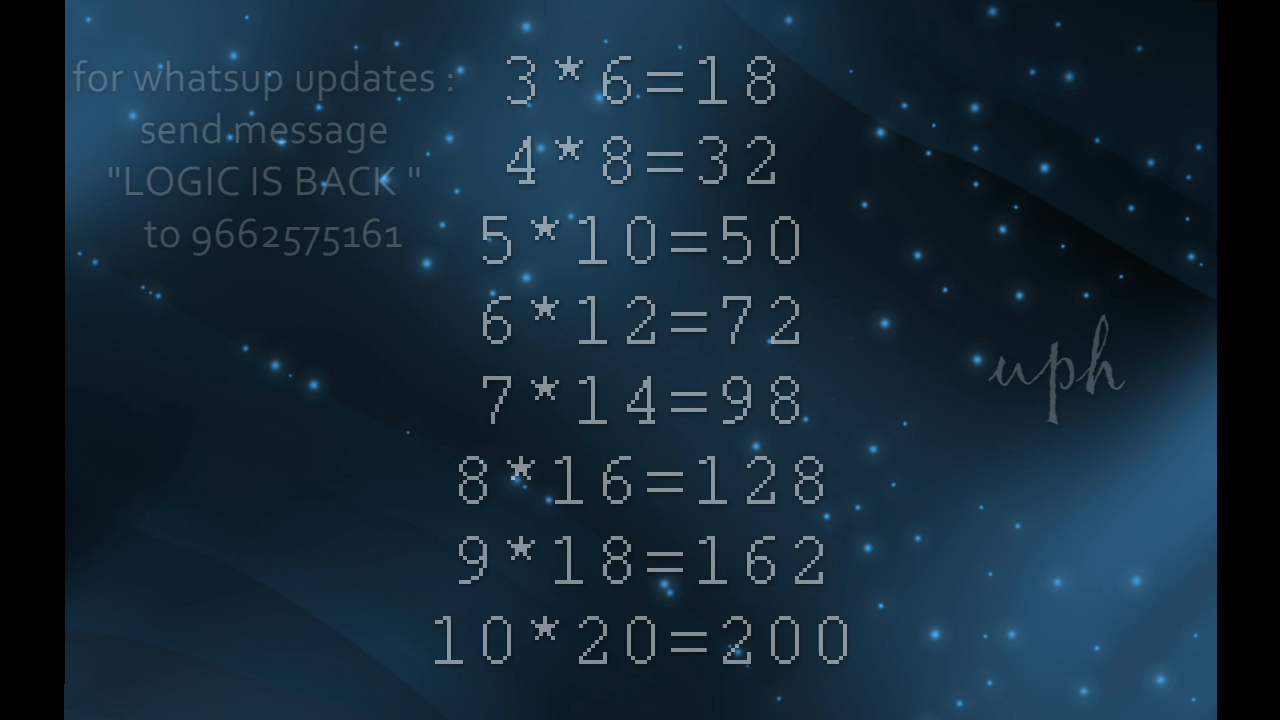 for whatsup updates :
send message
"LOGIC IS BACK "
to 9662575161
3*6=18
4*8=32
5*10=50
6*12=72
7*14=98
8*16=128
9*18=162
10*20=200
uph